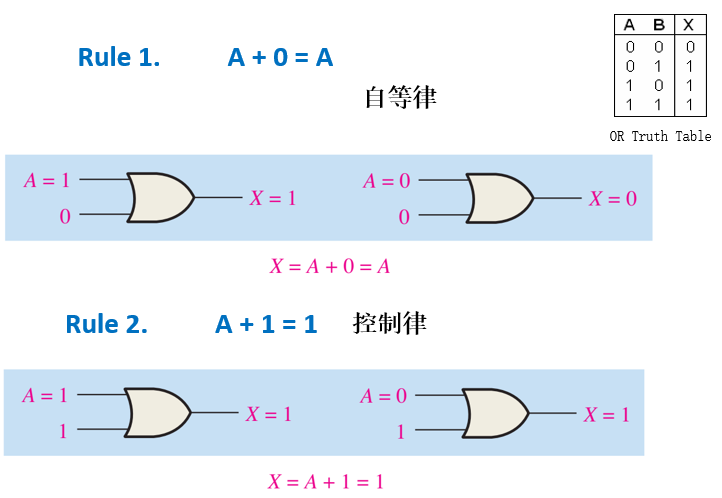 Rule 1. A + 0 = A
自等律
A B X
0 0 0
0 1 1
1 0 1
1 1 1
OR Truth Table
A = 1
0
X = 1
A = 0
0
X = 0
X = A + 0 = A
Rule 2. A + 1 = 1 控制律
A = 1
1
X = 1
A = 0
1
X = 1
X = A + 1 = 1